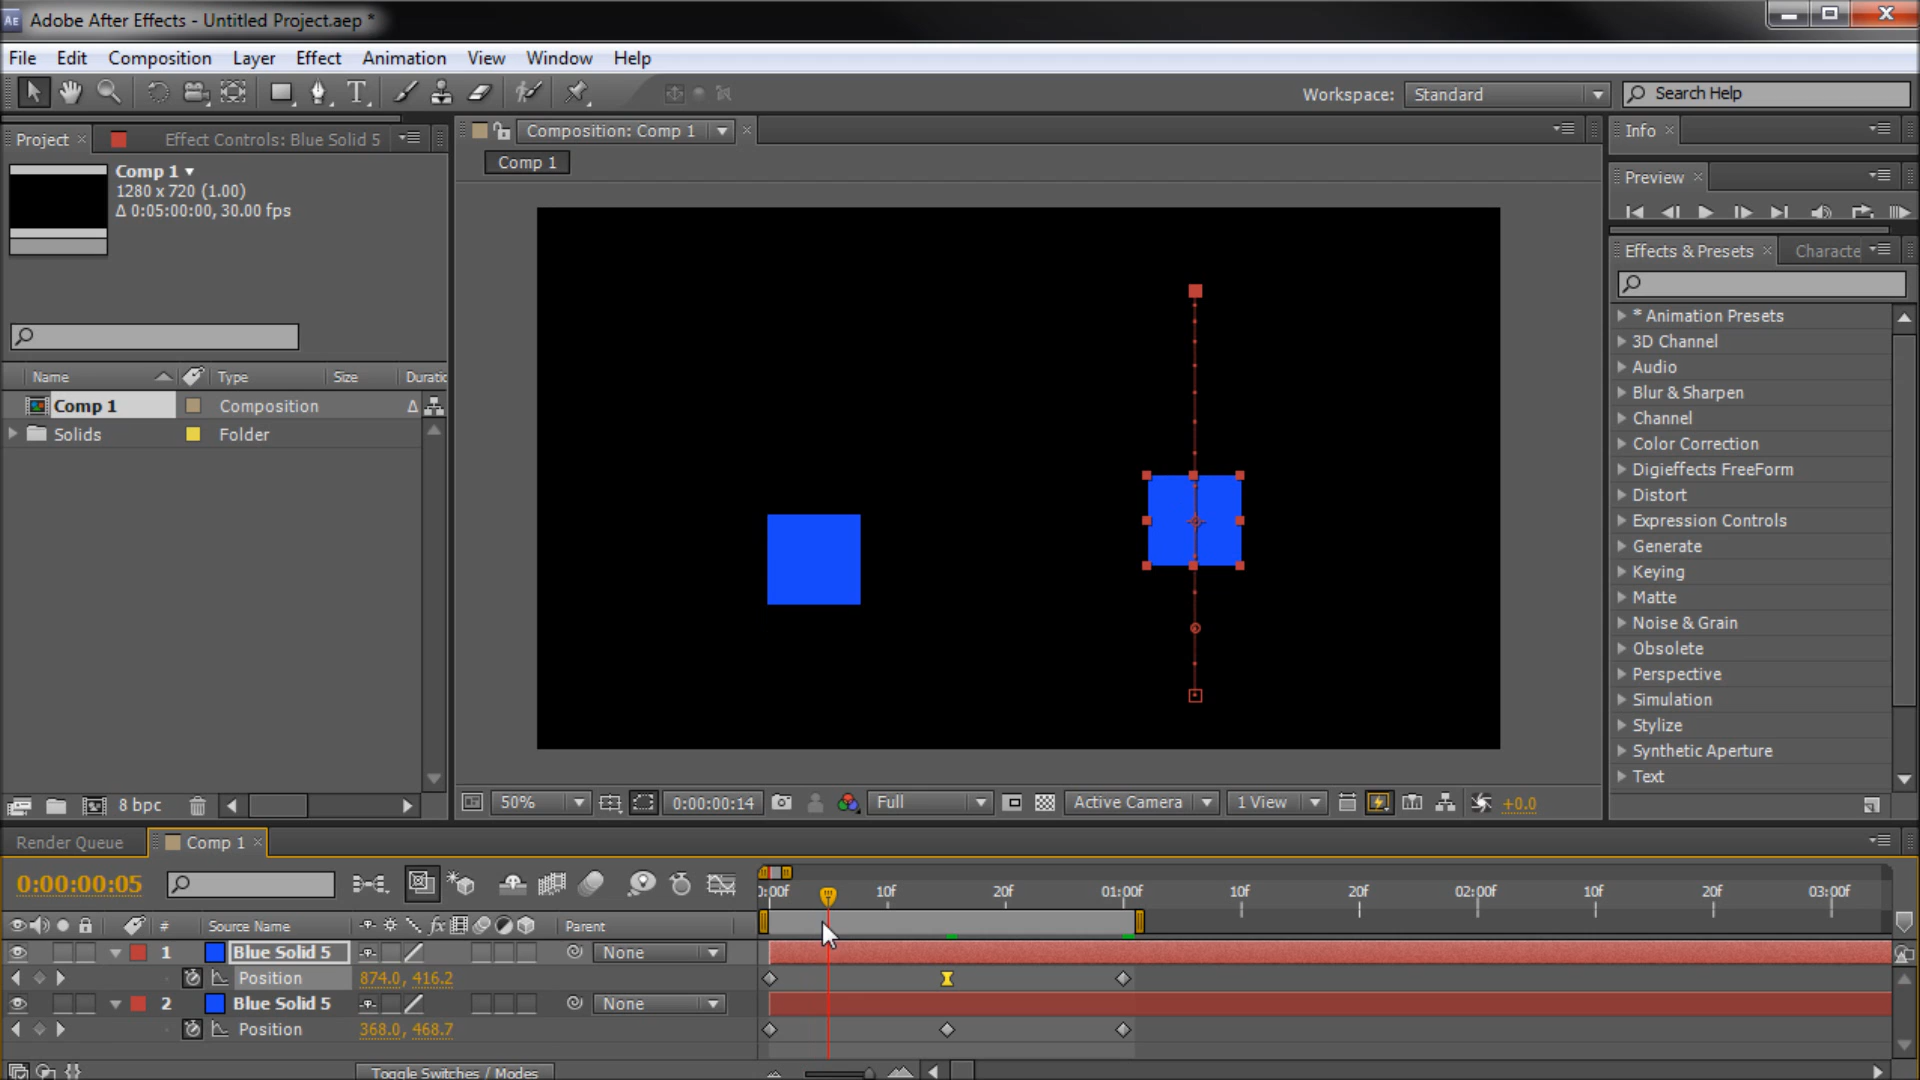 Adobe After Effects - Untitled Project.aep *
File Edit Composition Layer Effect Animation View Window Help
Workspace: Standard
Search Help
Project
Effect Controls: Blue Solid 5
Comp 1
1280 x 720 (1.00)
Δ 0:05:00:00, 30.00 fps
Name Type Size
Comp 1 Composition Δ
Solids Folder
8 bpc
Composition: Comp 1
Comp 1
50% 0:00:00:14 Full Active Camera 1 View +0.0
Info
Preview
Effects & Presets
Characte
* Animation Presets
3D Channel
Audio
Blur & Sharpen
Channel
Color Correction
Digieffects FreeForm
Distort
Expression Controls
Generate
Keying
Matte
Noise & Grain
Obsolete
Perspective
Simulation
Stylize
Synthetic Aperture
Text
Render Queue
Comp 1
0:00:00:05
:00f 10f 20f 01:00f 10f 20f 02:00f 10f 20f 03:00f
# Source Name Parent
1 Blue Solid 5 None
Position 874.0, 416.2
2 Blue Solid 5 None
Position 368.0, 468.7
Toggle Switches / Modes